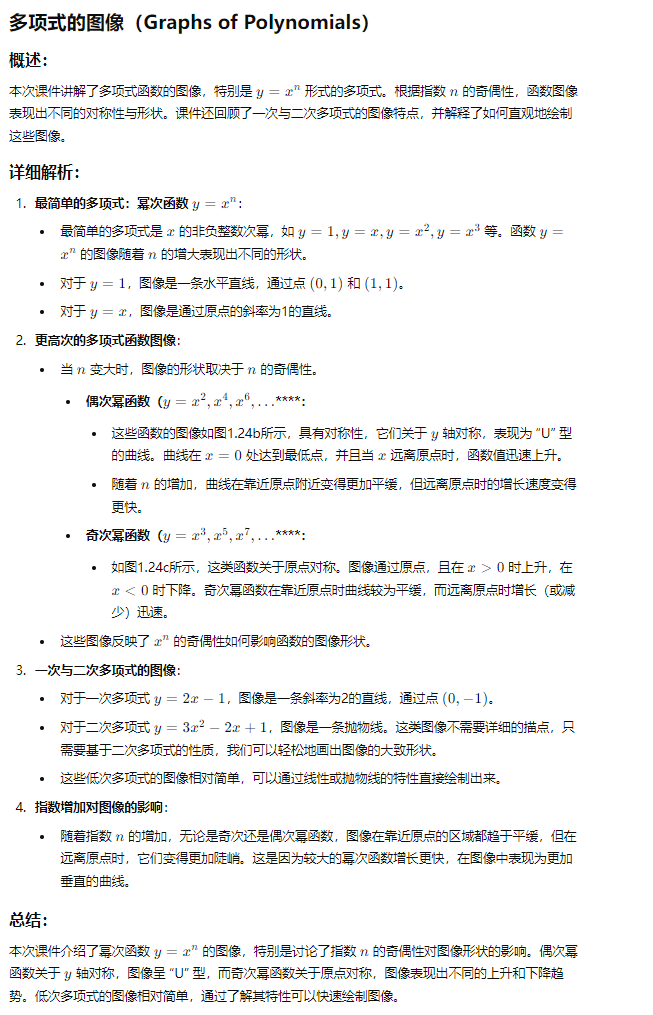 多项式的图像（Graphs of Polynomials）
概述：
本次课件讲解了多项式函数的图像，特别是 y = xⁿ 形式的多项式。根据指数 n 的奇偶性，函数图像
表现出不同的对称性与形状。课件还回顾了一次与二次多项式的图像特点，并解释了如何直观地绘制
这些图像。
详细解析：
1. 最简单的多项式：幂次函数 y = xⁿ：
• 最简单的多项式是 x 的非负整数次幂，如 y = 1, y = x, y = x², y = x³ 等。函数 y =
xⁿ 的图像随着 n 的增大表现出不同的形状。
• 对于 y = 1，图像是一条水平直线，通过点 (0, 1) 和 (1, 1)。
• 对于 y = x，图像是通过原点的斜率为1的直线。
2. 更高次的多项式函数图像：
• 当 n 变大时，图像的形状取决于 n 的奇偶性。
• 偶次幂函数（y = x², x⁴, x⁶, . . .****：
• 这些函数的图像如图1.24b所示，具有对称性，它们关于 y 轴对称，表现为 “U” 型
的曲线。曲线在 x = 0 处达到最低点，并且当 x 远离原点时，函数值迅速上升。
• 随着 n 的增加，曲线在靠近原点附近变得更加平缓，但远离原点时的增长速度变得
更快。
• 奇次幂函数（y = x³, x⁵, x⁷, . . .****：
• 如图1.24c所示，这类函数关于原点对称。图像通过原点，且在 x > 0 时上升，在
x < 0 时下降。奇次幂函数在靠近原点时曲线较为平缓，而远离原点时增长（或减
少）迅速。
• 这些图像反映了 xⁿ 的奇偶性如何影响函数的图像形状。
3. 一次与二次多项式的图像：
• 对于一次多项式 y = 2x − 1，图像是一条斜率为2的直线，通过点 (0, −1)。
• 对于二次多项式 y = 3x² − 2x + 1，图像是一条抛物线。这类图像不需要详细的描点，只
需要基于二次多项式的性质，我们可以轻松地画出图像的大致形状。
• 这些低次多项式的图像相对简单，可以通过线性或抛物线的特性直接绘制出来。
4. 指数增加对图像的影响：
• 随着指数 n 的增加，无论是奇次还是偶次幂函数，图像在靠近原点的区域都趋于平缓，但在
远离原点时，它们变得更加陡峭。这是因为较大的幂次函数增长更快，在图像中表现为更加
垂直的曲线。
总结：
本次课件介绍了幂次函数 y = xⁿ 的图像，特别是讨论了指数 n 的奇偶性对图像形状的影响。偶次幂
函数关于 y 轴对称，图像呈 “U” 型，而奇次幂函数关于原点对称，图像表现出不同的上升和下降趋
势。低次多项式的图像相对简单，通过了解其特性可以快速绘制图像。